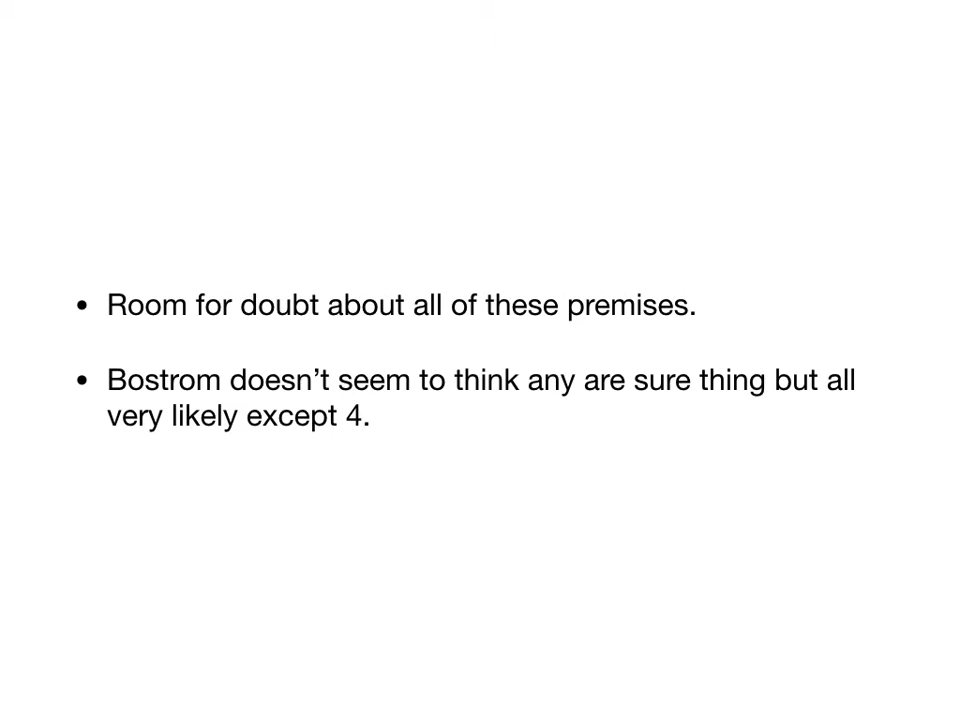 • Room for doubt about all of these premises.
• Bostrom doesn’t seem to think any are sure thing but all
very likely except 4.